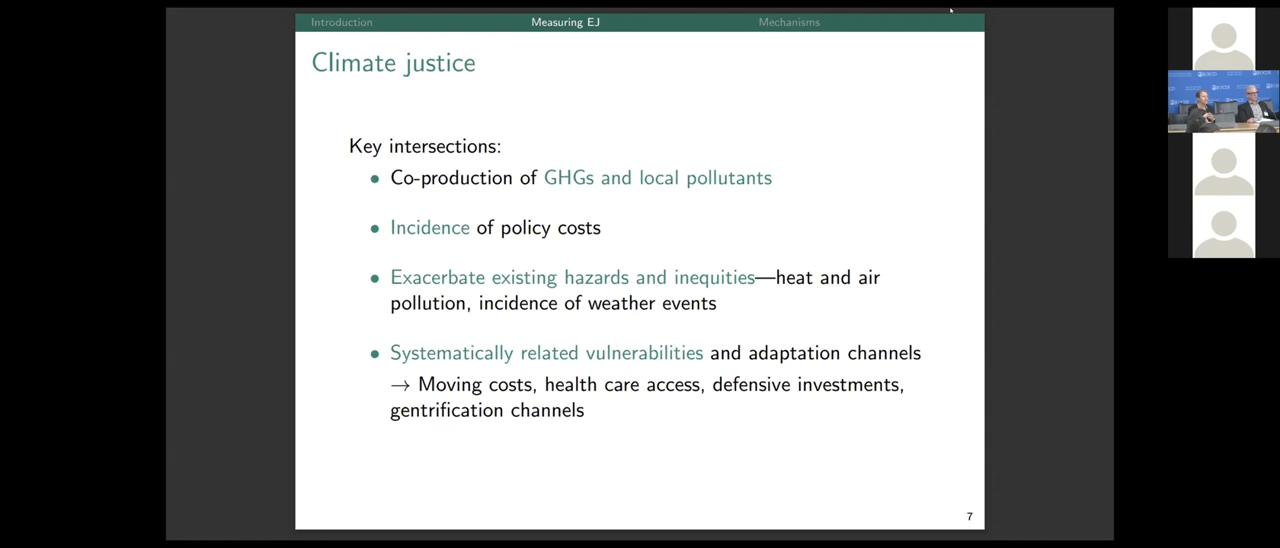 Introduction
Measuring EJ
Mechanisms
Climate justice
Key intersections:
• Co-production of GHGs and local pollutants
• Incidence of policy costs
• Exacerbate existing hazards and inequities—heat and air
pollution, incidence of weather events
• Systematically related vulnerabilities and adaptation channels
→ Moving costs, health care access, defensive investments,
gentrification channels
7